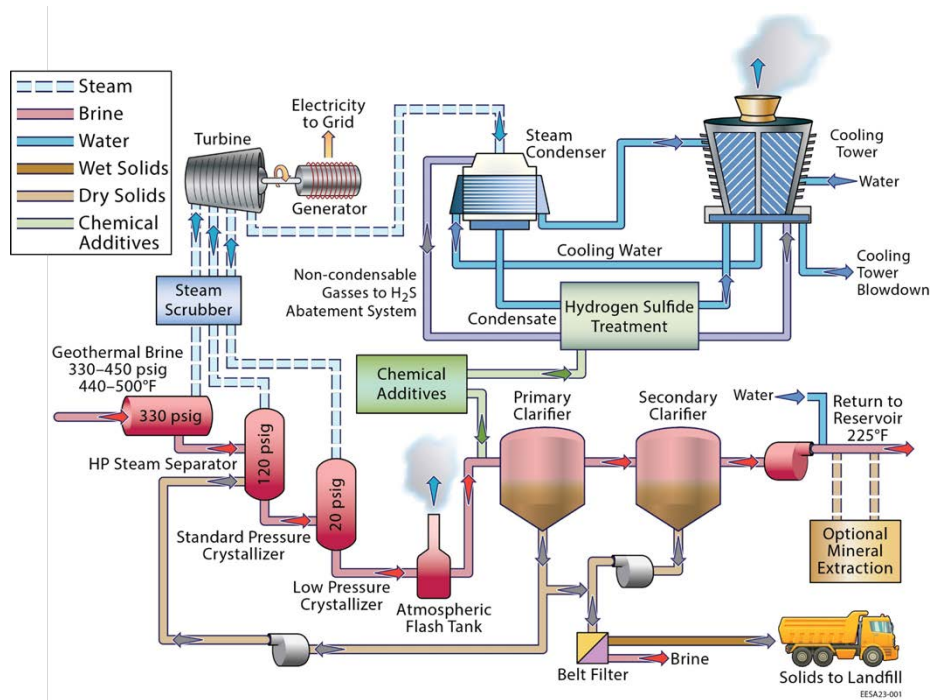 Steam
Brine
Water
Wet Solids
Dry Solids
Chemical
Additives
Turbine
Electricity
to Grid
Generator
Steam
Condenser
Cooling
Tower
Water
Cooling Water
Cooling
Tower
Blowdown
Non-condensable
Gasses to H₂S
Abatement System
Condensate
Hydrogen Sulfide
Treatment
Steam
Scrubber
Geothermal Brine
330–450 psig
440–500°F
330 psig
HP Steam Separator
120 psig
Standard Pressure
Crystallizer
20 psig
Low Pressure
Crystallizer
Chemical
Additives
Atmospheric
Flash Tank
Primary
Clarifier
Secondary
Clarifier
Water
Return to
Reservoir
225°F
Optional
Mineral
Extraction
Belt Filter
Brine
Solids to Landfill
EESA23-001